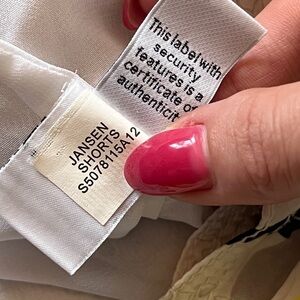 This label with
security
features is a
certificate of
authenticit
JANSEN
SHORTS
S5078115A12